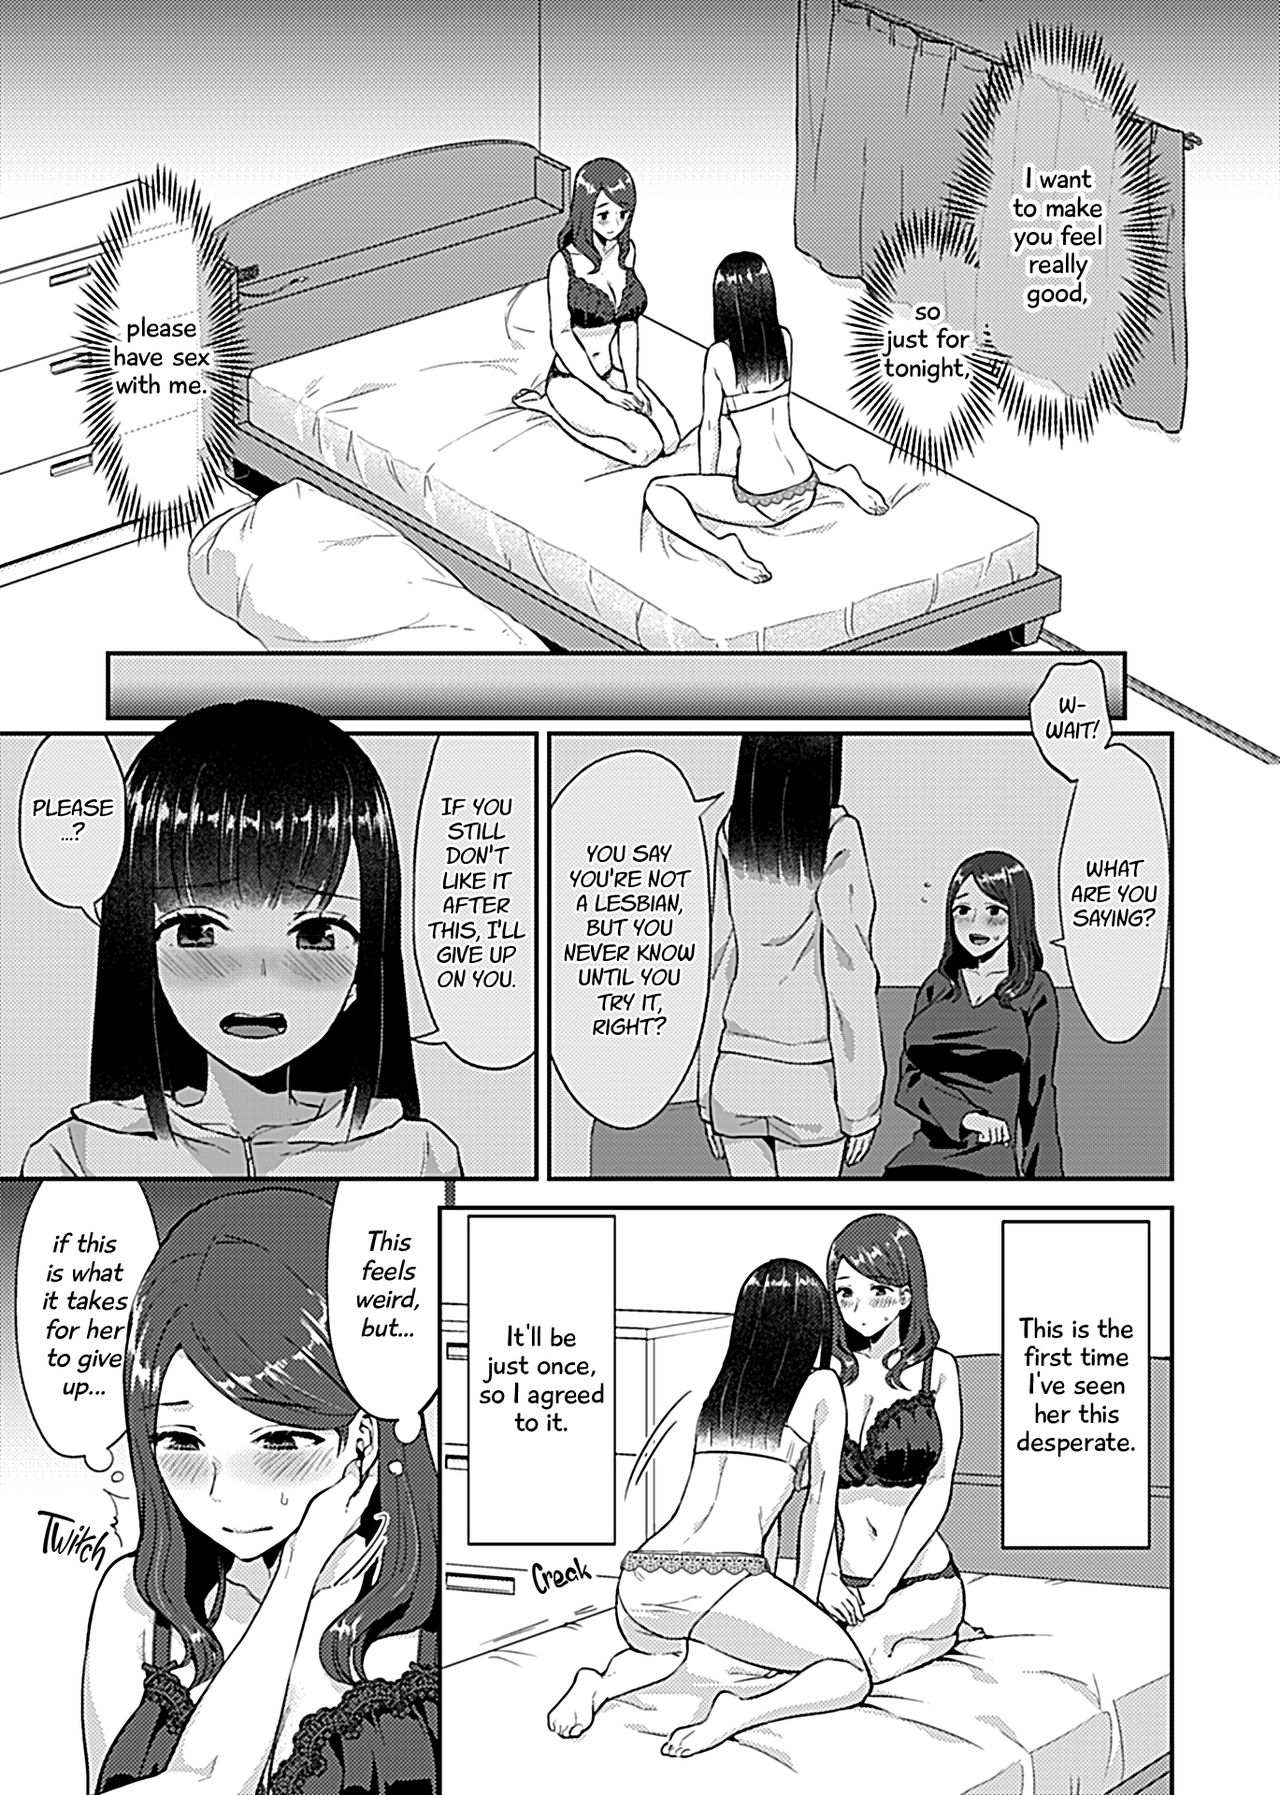 I want
to make
you feel
really
good,
so
just for
tonight,
please
have sex
with me.
W-
WAIT!
WHAT
ARE YOU
SAYING?
YOU SAY
YOU'RE NOT
A LESBIAN,
BUT YOU
NEVER KNOW
UNTIL YOU
TRY IT,
RIGHT?
IF YOU
STILL
DON'T
LIKE IT
AFTER
THIS, I'LL
GIVE UP
ON YOU.
PLEASE
...?
This is the
first time
I've seen
her this
desperate.
It'll be
just once,
so I agreed
to it.
Creak
This
feels
weird,
but...
if this
is what
it takes
for her
to give
up...
Twitch